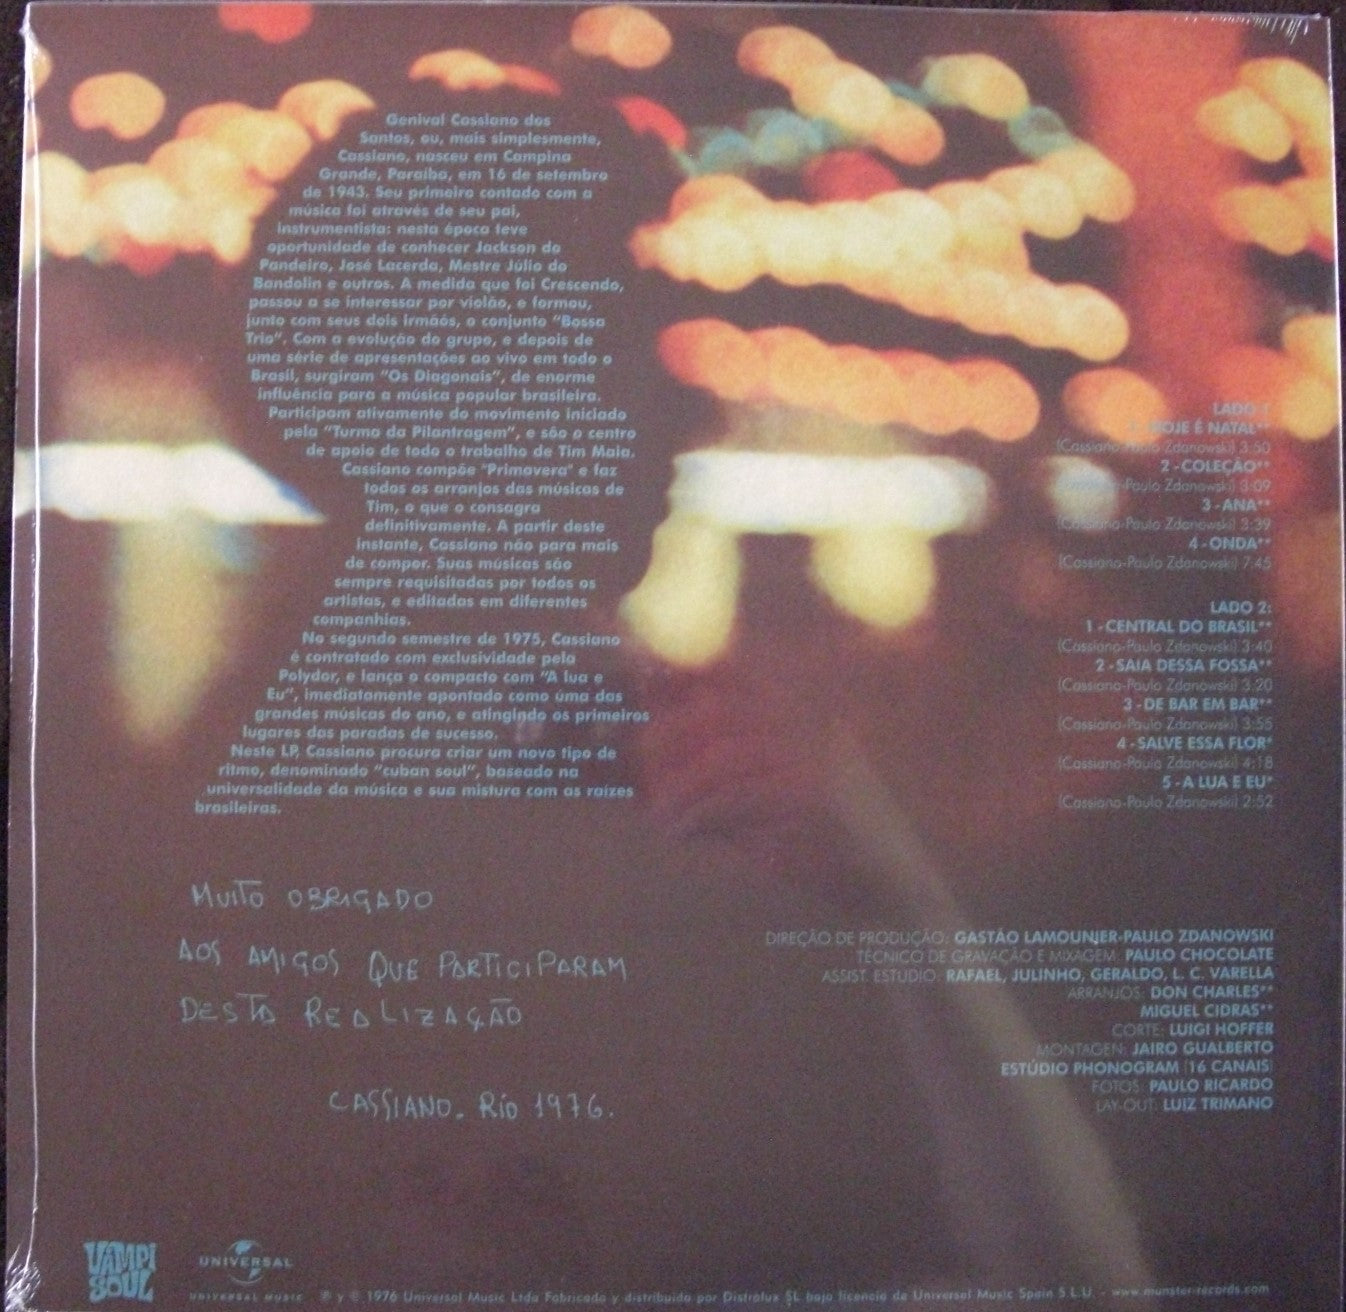 Genival Cassiano dos
Santos, ou, mais simplesmente,
Cassiano, nasceu em Campina
Grande, Paraíba, em 16 de setembro
de 1943. Seu primeiro contado com a
música foi através de seu pai,
instrumentista: nesta época teve
oportunidade de conhecer Jackson do
Pandeiro, José Lacerda, Mestre Júlio do
Bandolin e outros. A medida que foi Crescendo,
passou a se interessar por violão, e formou,
junto com seus dois irmãos, o conjunto "Bossa
Trio". Com a evolução do grupo, e depois de
uma série de apresentações ao vivo em todo o
Brasil, surgiram "Os Diagonais", de enorme
influência para a música popular brasileira.
Participam ativamente do movimento iniciado
pela "Turma da Pilantragem", e são o centro
de apoio de todo o trabalho de Tim Maia.
Cassiano compõe "Primavera" e faz
todos os arranjos das músicas de
Tim, o que o consagra
definitivamente. A partir deste
instante, Cassiano não para mais
de compor. Suas músicas são
sempre requisitadas por todos os
artistas, e editadas em diferentes
companhias.
No segundo semestre de 1975, Cassiano
é contratado com exclusividade pela
Polydor, e lança o compacto com "A lua e
Eu", imediatamente apontado como úma das
grandes músicas do ano, e atingindo os primeiros
lugares das paradas de sucesso.
Neste LP, Cassiano procura criar um novo tipo de
ritmo, denominado "cuban soul", baseado na
universalidade da música e sua mistura com as raízes
brasileiras.
MUITO OBRIGADO
AOS AMIGOS QUE PARTICIPARAM
DESTA REALIZAÇÃO
CASSIANO. RIO 1976.
LADO 1
1 - HOJE É NATAL**
(Cassiano-Paulo Zdanowski) 3:50
2 - COLEÇÃO**
-Paulo Zdanowski) 3:09
3 - ANA**
(Cassiano-Paulo Zdanowski) 3:39
4 - ONDA**
(Cassiano-Paulo Zdanowski) 7:45
LADO 2:
1 - CENTRAL DO BRASIL**
(Cassiano-Paulo Zdanowski) 3:40
2 - SAIA DESSA FOSSA**
(Cassiano-Paulo Zdanowski) 3:20
3 - DE BAR EM BAR**
(Cassiano-Paulo Zdanowski) 3:55
4 - SALVE ESSA FLOR*
(Cassiano-Paulo Zdanowski) 4:18
5 - A LUA E EU*
(Cassiano-Paulo Zdanowski) 2:52
DIREÇÃO DE PRODUÇÃO: GASTÃO LAMOUNIER-PAULO ZDANOWSKI
TÉCNICO DE GRAVAÇÃO E MIXAGEM: PAULO CHOCOLATE
ASSIST. ESTUDIO: RAFAEL, JULINHO, GERALDO, L. C. VARELLA
ARRANJOS: DON CHARLES**
MIGUEL CIDRAS**
CORTE: LUIGI HOFFER
MONTAGEN: JAIRO GUALBERTO
ESTÚDIO PHONOGRAM (16 CANAIS)
FOTOS: PAULO RICARDO
LAY-OUT: LUIZ TRIMANO
VAMPI
SOUL
UNIVERSAL
UNIVERSAL MUSIC
℗ y © 1976 Universal Music Ltda Fabricado y distribuido por Distrolux SL bajo licencia de Universal Music Spain S.L.U. - www.munster-records.com